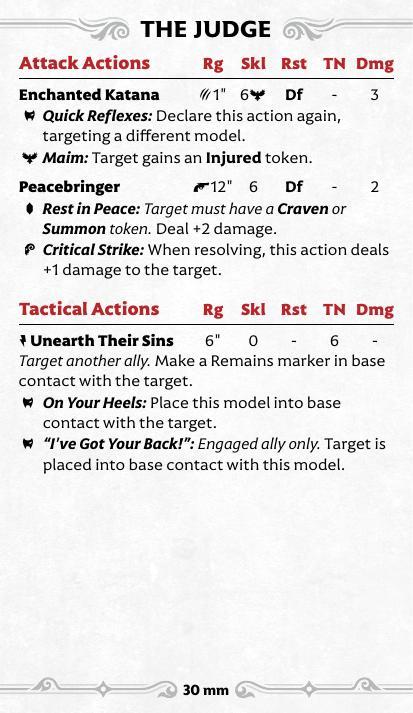 THE JUDGE
Attack Actions Rg Skl Rst TN Dmg
Enchanted Katana 1" 6 Df - 3
Quick Reflexes: Declare this action again,
targeting a different model.
Maim: Target gains an Injured token.
Peacebringer 12" 6 Df - 2
Rest in Peace: Target must have a Craven or
Summon token. Deal +2 damage.
Critical Strike: When resolving, this action deals
+1 damage to the target.
Tactical Actions Rg Skl Rst TN Dmg
Unearth Their Sins 6" 0 - 6 -
Target another ally. Make a Remains marker in base
contact with the target.
On Your Heels: Place this model into base
contact with the target.
“I've Got Your Back!”: Engaged ally only. Target is
placed into base contact with this model.
30 mm